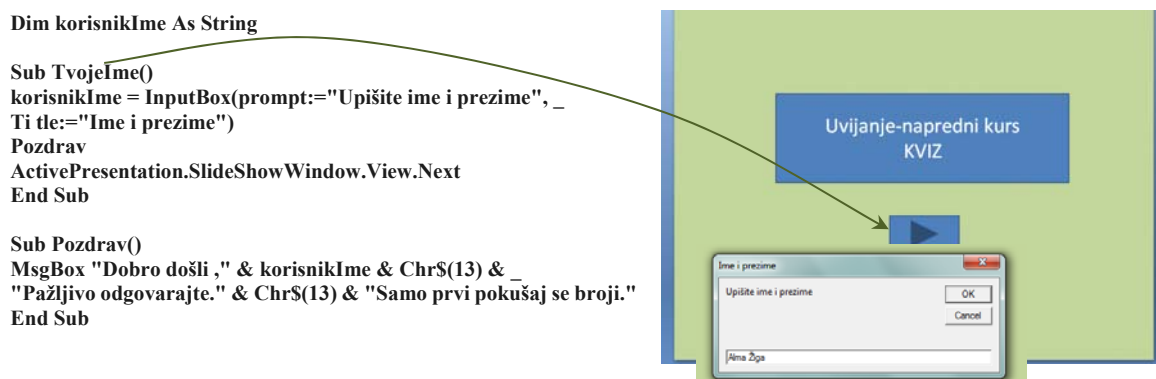 Dim korisnikIme As String
Sub TvojeIme()
korisnikIme = InputBox(prompt:="Upišite ime i prezime", _
Ti tle:="Ime i prezime")
Pozdrav
ActivePresentation.SlideShowWindow.View.Next
End Sub
Sub Pozdrav()
MsgBox "Dobro došli ," & korisnikIme & Chr$(13) & _
"Pažljivo odgovarajte." & Chr$(13) & "Samo prvi pokušaj se broji."
End Sub
Uvijanje-napredni kurs
KVIZ
Ime i prezime
Upišite ime i prezime
OK
Cancel
Alma Žiga